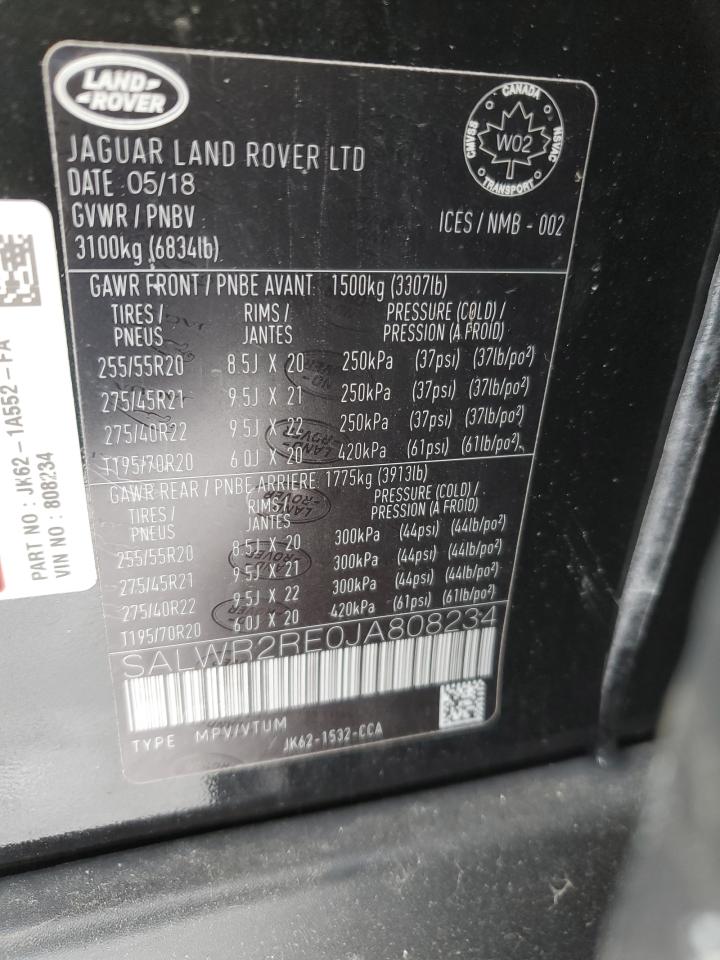 LAND-
-ROVER
JAGUAR LAND ROVER LTD
DATE 05/18
GVWR / PNBV
3100kg (6834lb)
CANADA
CMVSS
NSVAC
W02
TRANSPORT
ICES / NMB - 002
GAWR FRONT / PNBE AVANT 1500kg (3307lb)
TIRES / RIMS / PRESSURE (COLD) /
PNEUS JANTES PRESSION (A FROID)
255/55R20 8.5J X 20 250kPa (37psi) (37lb/po²)
275/45R21 9.5J X 21 250kPa (37psi) (37lb/po²)
275/40R22 9.5J X 22 250kPa (37psi) (37lb/po²)
T195/70R20 6.0J X 20 420kPa (61psi) (61lb/po²)
GAWR REAR / PNBE ARRIERE 1775kg (3913lb)
TIRES / RIMS / PRESSURE (COLD) /
PNEUS JANTES PRESSION (A FROID)
255/55R20 8.5J X 20 300kPa (44psi) (44lb/po²)
275/45R21 9.5J X 21 300kPa (44psi) (44lb/po²)
275/40R22 9.5J X 22 300kPa (44psi) (44lb/po²)
T195/70R20 6.0J X 20 420kPa (61psi) (61lb/po²)
SALWR2RE0JA808234
TYPE MPV/VTUM JK62-1532-CCA
PART NO : JK62 - 1A552 - FA
VIN NO : 808234